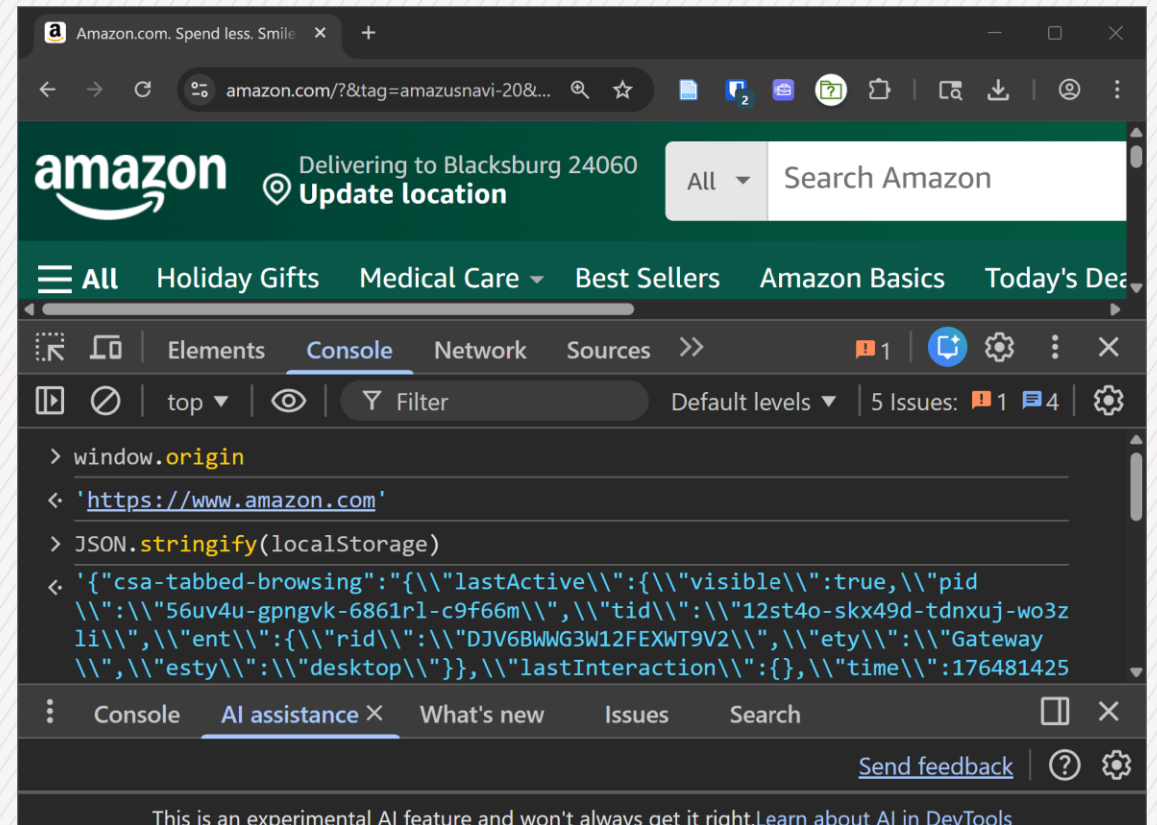 Amazon.com. Spend less. Smile
amazon.com/?&tag=amazusnavi-20&...
2
amazon
Delivering to Blacksburg 24060
Update location
All
Search Amazon
All Holiday Gifts Medical Care Best Sellers Amazon Basics Today's Dea
Elements Console Network Sources 1
top Filter Default levels 5 Issues: 1 4
> window.origin
'https://www.amazon.com'
> JSON.stringify(localStorage)
'{"csa-tabbed-browsing":"{\\"lastActive\\":{\\"visible\\":true,\\"pid
\\":\\"56uv4u-gpngvk-6861rl-c9f66m\\",\\"tid\\":\\"12st4o-skx49d-tdnxuj-wo3z
li\\",\\"ent\\":{\\"rid\\":\\"DJV6BWWG3W12FEXWT9V2\\",\\"ety\\":\\"Gateway
\\",\\"esty\\":\\"desktop\\"}},\\"lastInteraction\\":{},\\"time\\":176481425
Console AI assistance What's new Issues Search
Send feedback
This is an experimental AI feature and won't always get it right.Learn about AI in DevTools